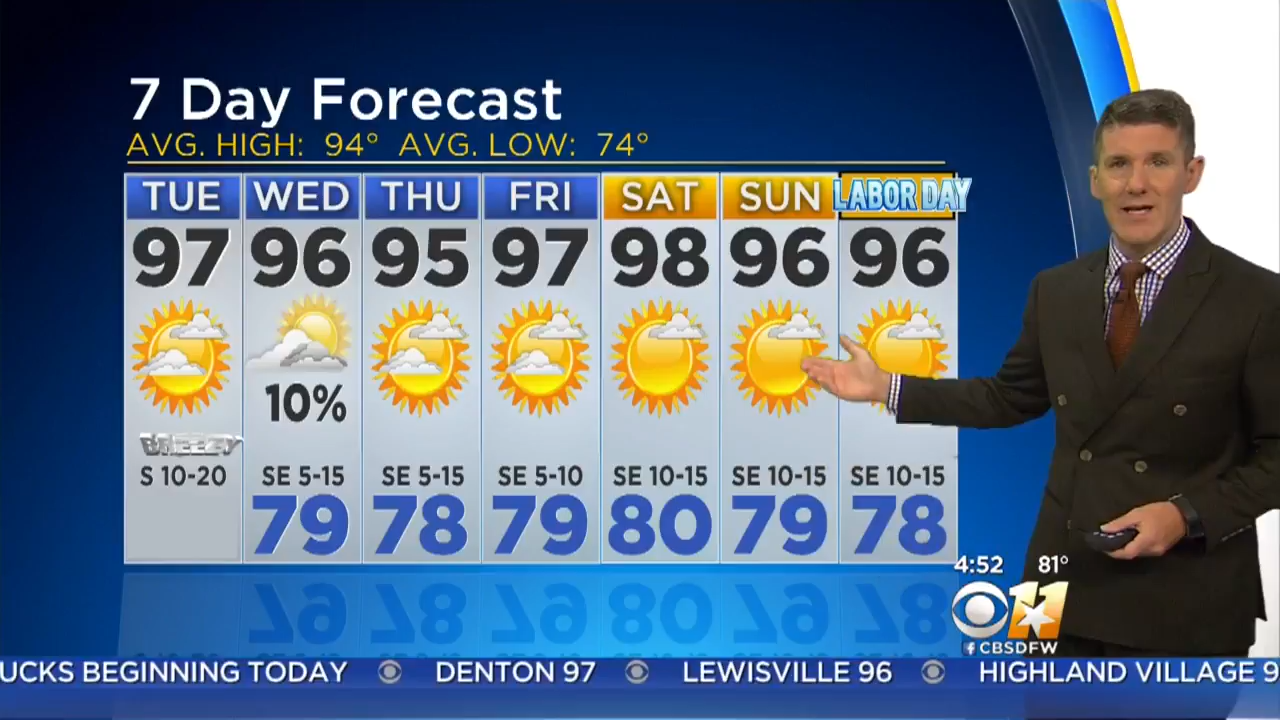 7 Day Forecast
AVG. HIGH: 94° AVG. LOW: 74°
TUE WED THU FRI SAT SUN LABOR DAY
97 96 95 97 98 96 96
10%
BREEZY
S 10-20 SE 5-15 SE 5-15 SE 5-10 SE 10-15 SE 10-15 SE 10-15
79 78 79 80 79 78
4:52 81°
11
f CBSDFW
UCKS BEGINNING TODAY DENTON 97 LEWISVILLE 96 HIGHLAND VILLAGE 9